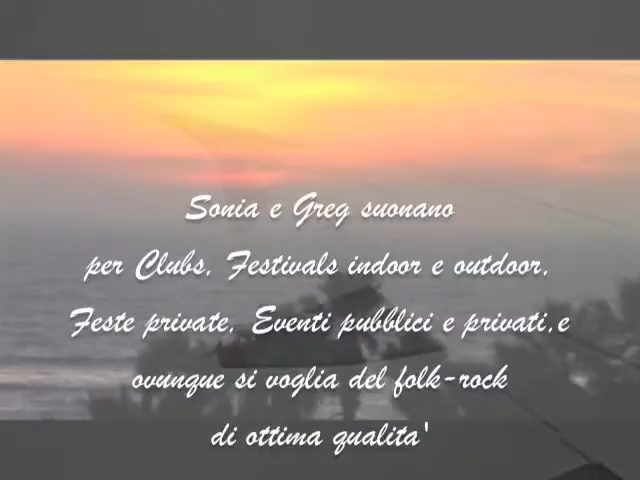 Sonia e Greg suonano
per Clubs, Festivals indoor e outdoor,
Feste private, Eventi pubblici e privati,e
ovunque si voglia del folk-rock
di ottima qualita'